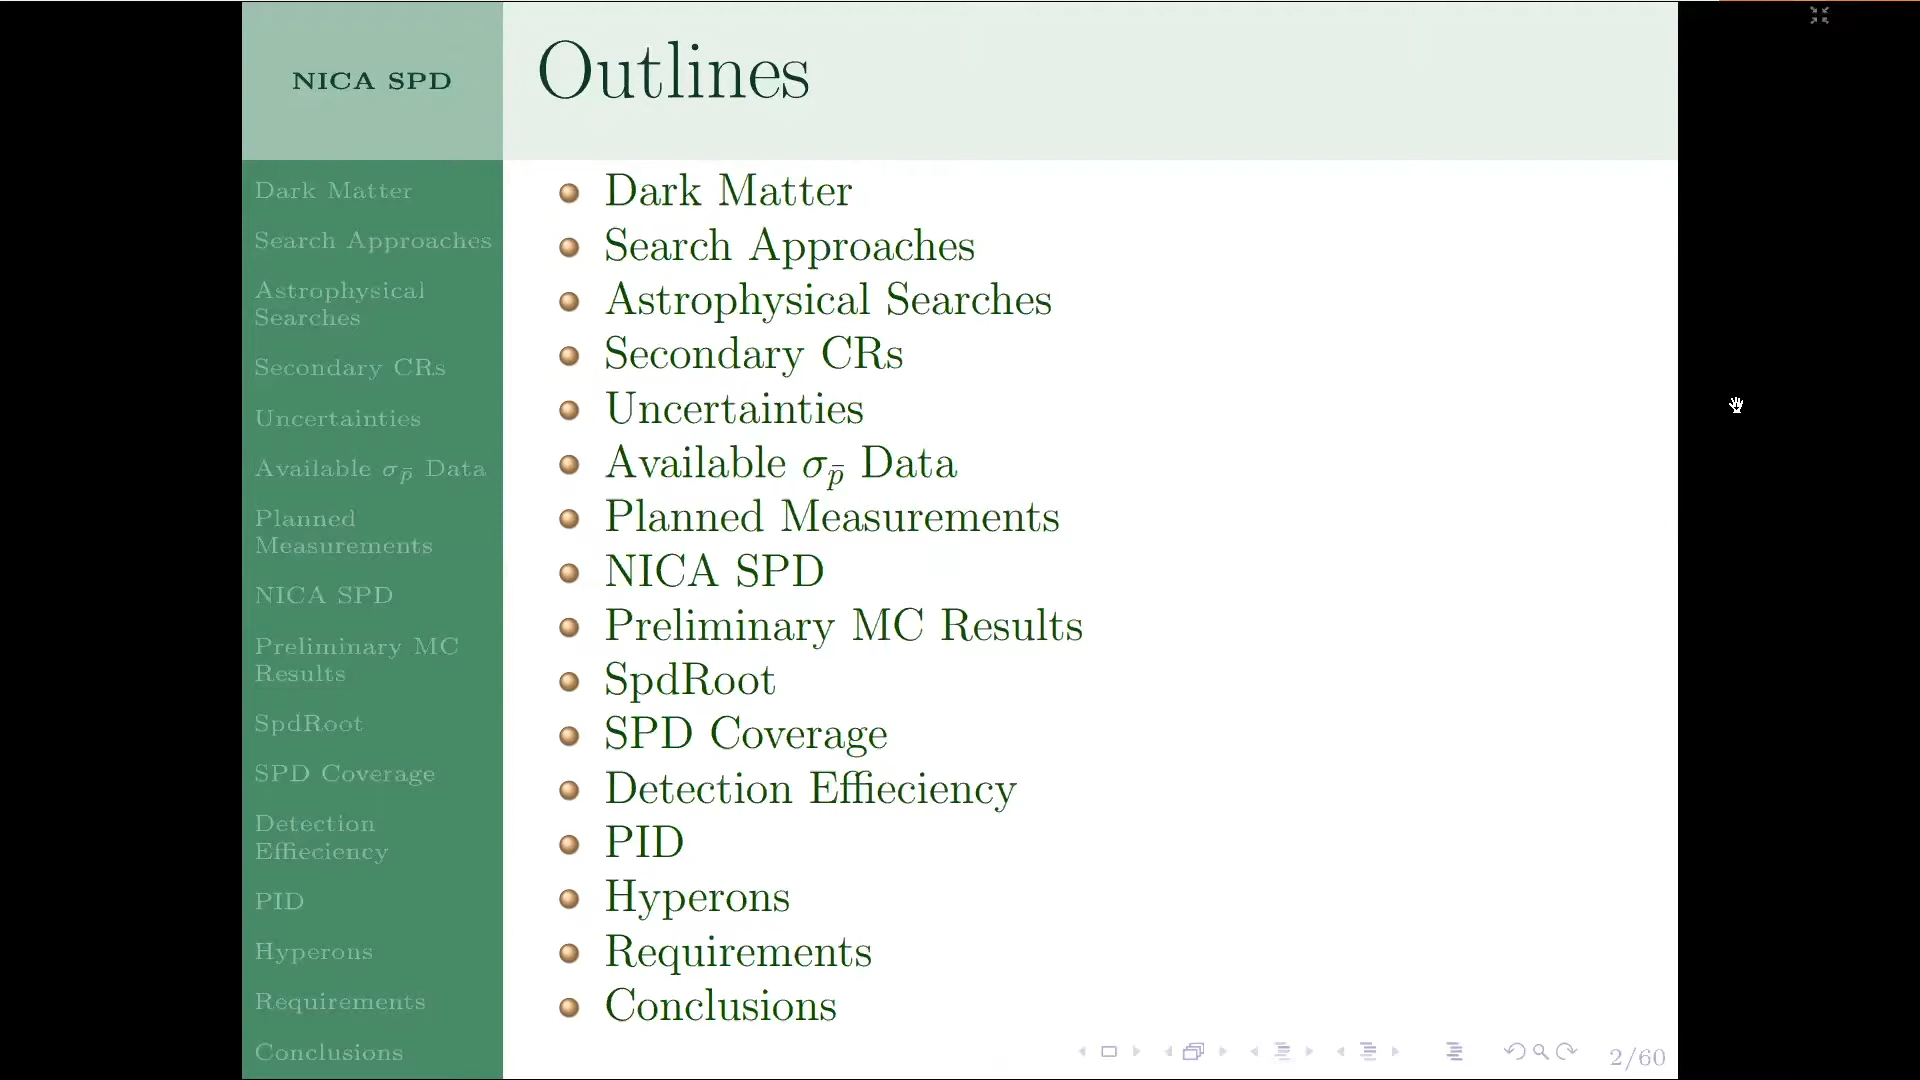 NICA SPD
Outlines
Dark Matter
Search Approaches
Astrophysical
Searches
Secondary CRs
Uncertainties
Available σp̄ Data
Planned
Measurements
NICA SPD
Preliminary MC
Results
SpdRoot
SPD Coverage
Detection
Effieciency
PID
Hyperons
Requirements
Conclusions
Dark Matter
Search Approaches
Astrophysical Searches
Secondary CRs
Uncertainties
Available σp̄ Data
Planned Measurements
NICA SPD
Preliminary MC Results
SpdRoot
SPD Coverage
Detection Effieciency
PID
Hyperons
Requirements
Conclusions
2/60